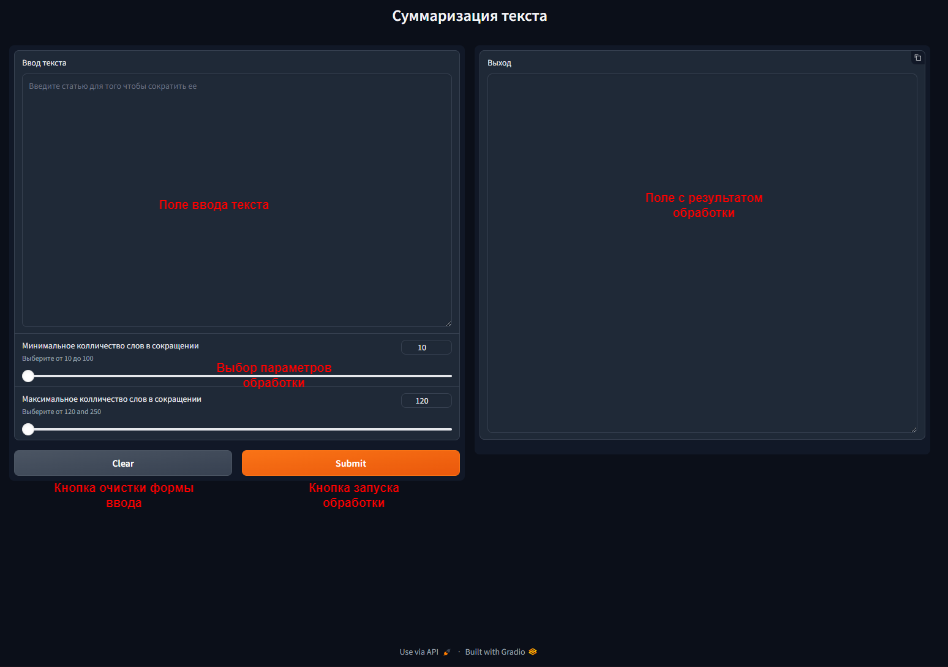 Суммаризация текста
Ввод текста
Введите статью для того чтобы сократить ее
Поле ввода текста
Минимальное колличество слов в сокращении
10
Выберите от 10 до 100
Выбор параметров
обработки
Максимальное колличество слов в сокращении
120
Выберите от 120 and 250
Clear
Submit
Кнопка очистки формы
ввода
Кнопка запуска
обработки
Выход
Поле с результатом
обработки
Use via API · Built with Gradio